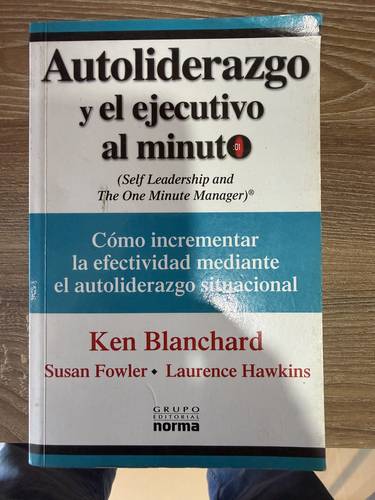 Autoliderazgo
y el ejecutivo
al minuto
:01
(Self Leadership and
The One Minute Manager)®
Cómo incrementar
la efectividad mediante
el autoliderazgo situacional
Ken Blanchard
Susan Fowler ◆ Laurence Hawkins
GRUPO
EDITORIAL
norma